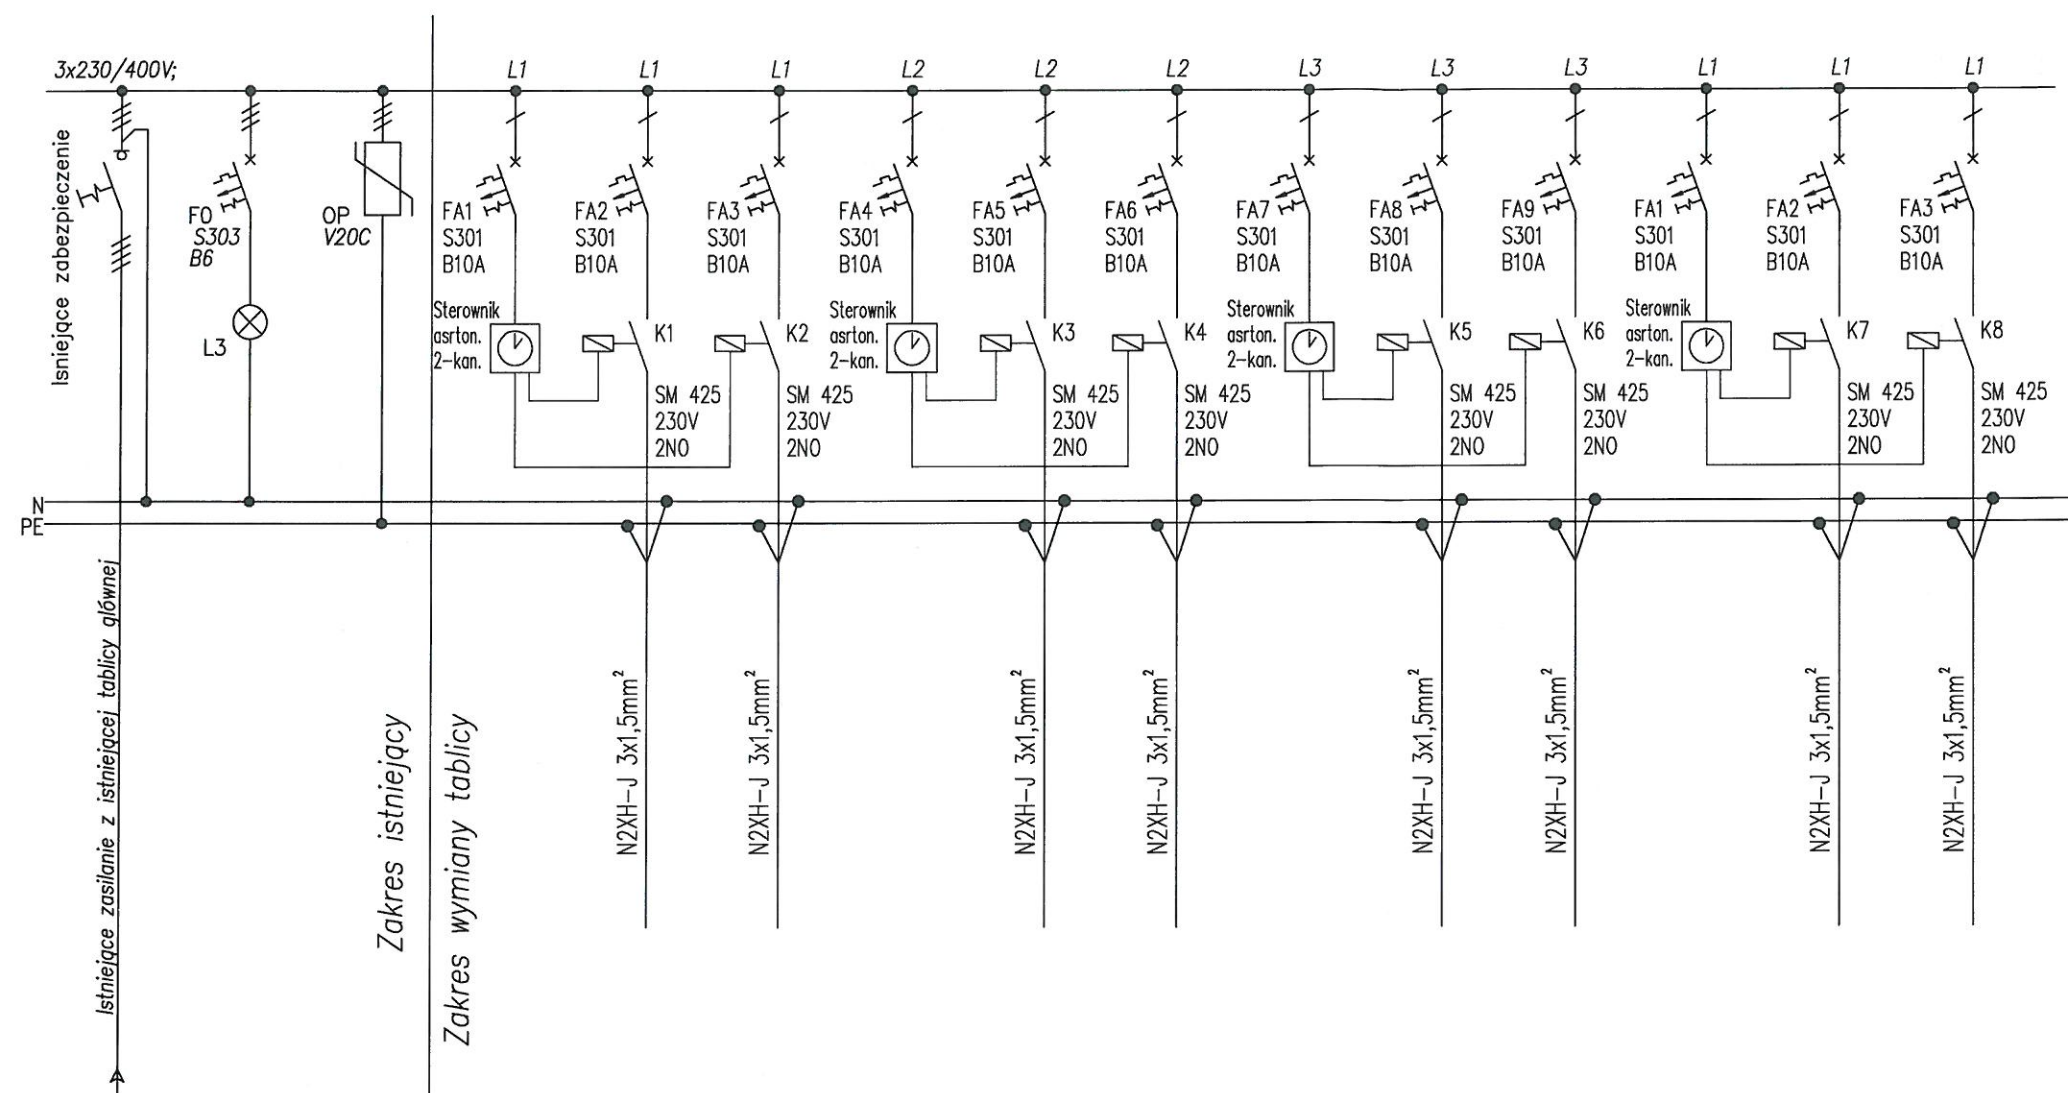 3x230/400V;
L1
L1
L1
L2
L2
L2
L3
L3
L3
L1
L1
L1
Isniejące zabezpieczenie
FO
S303
B6
L3
OP
V20C
FA1
S301
B10A
FA2
S301
B10A
FA3
S301
B10A
FA4
S301
B10A
FA5
S301
B10A
FA6
S301
B10A
FA7
S301
B10A
FA8
S301
B10A
FA9
S301
B10A
FA1
S301
B10A
FA2
S301
B10A
FA3
S301
B10A
Sterownik
asrton.
2-kan.
K1
SM 425
230V
2NO
K2
SM 425
230V
2NO
Sterownik
asrton.
2-kan.
K3
SM 425
230V
2NO
K4
SM 425
230V
2NO
Sterownik
asrton.
2-kan.
K5
SM 425
230V
2NO
K6
SM 425
230V
2NO
Sterownik
asrton.
2-kan.
K7
SM 425
230V
2NO
K8
SM 425
230V
2NO
N
PE
Istniejące zasilanie z istniejącej tablicy głównej
Zakres istniejący
Zakres wymiany tablicy
N2XH-J 3x1,5mm²
N2XH-J 3x1,5mm²
N2XH-J 3x1,5mm²
N2XH-J 3x1,5mm²
N2XH-J 3x1,5mm²
N2XH-J 3x1,5mm²
N2XH-J 3x1,5mm²
N2XH-J 3x1,5mm²